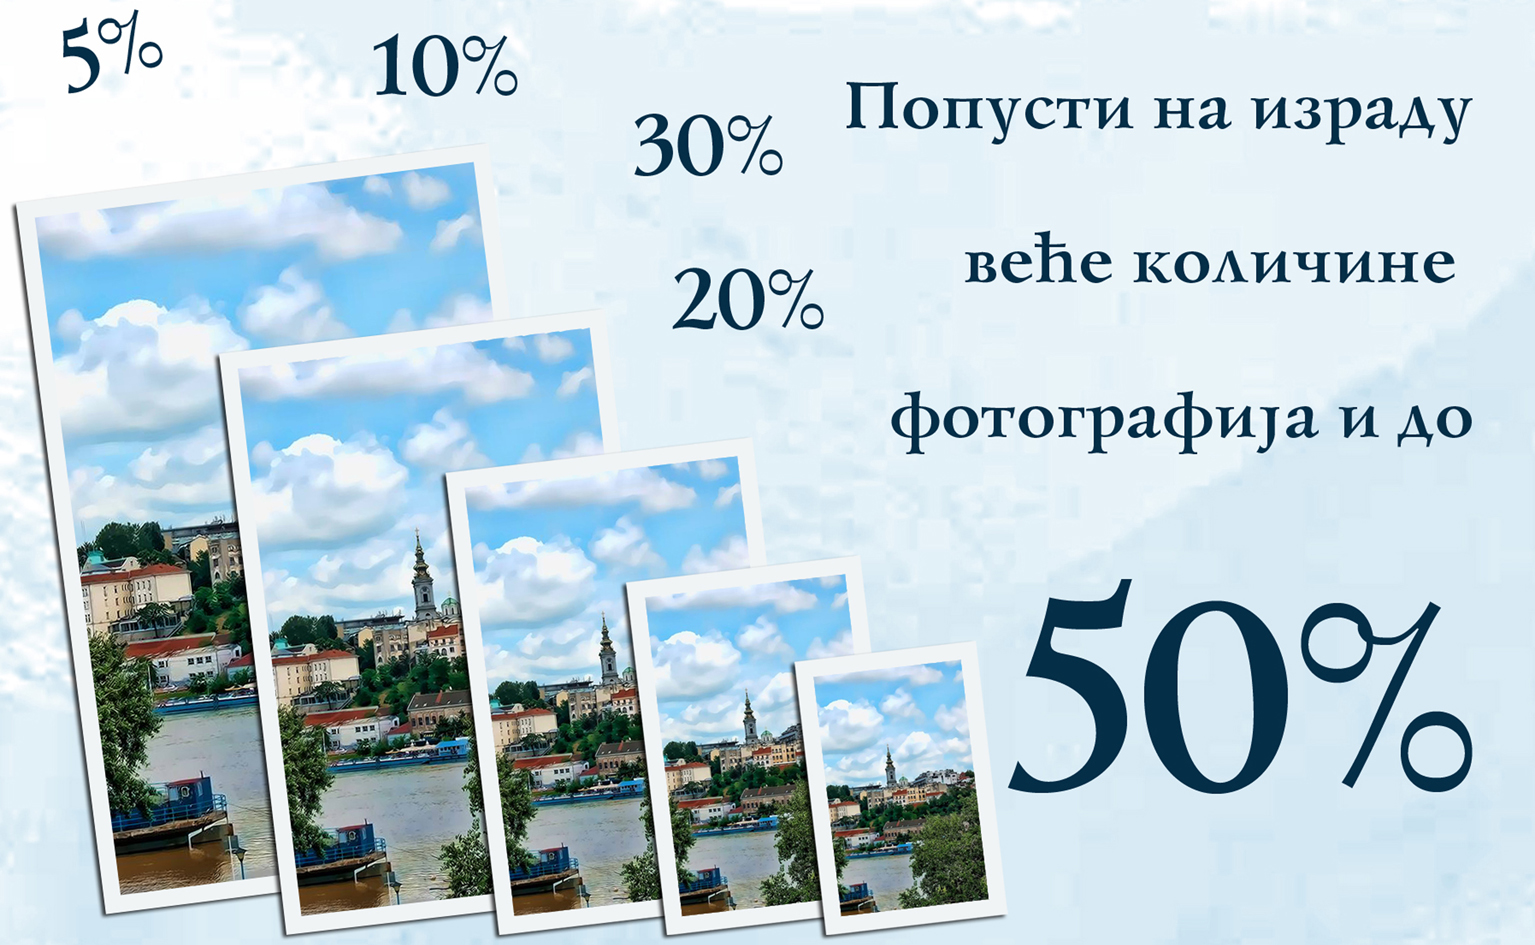 5%
10%
30%
20%
Попусти на израду
веће количине
фотографија и до
50%